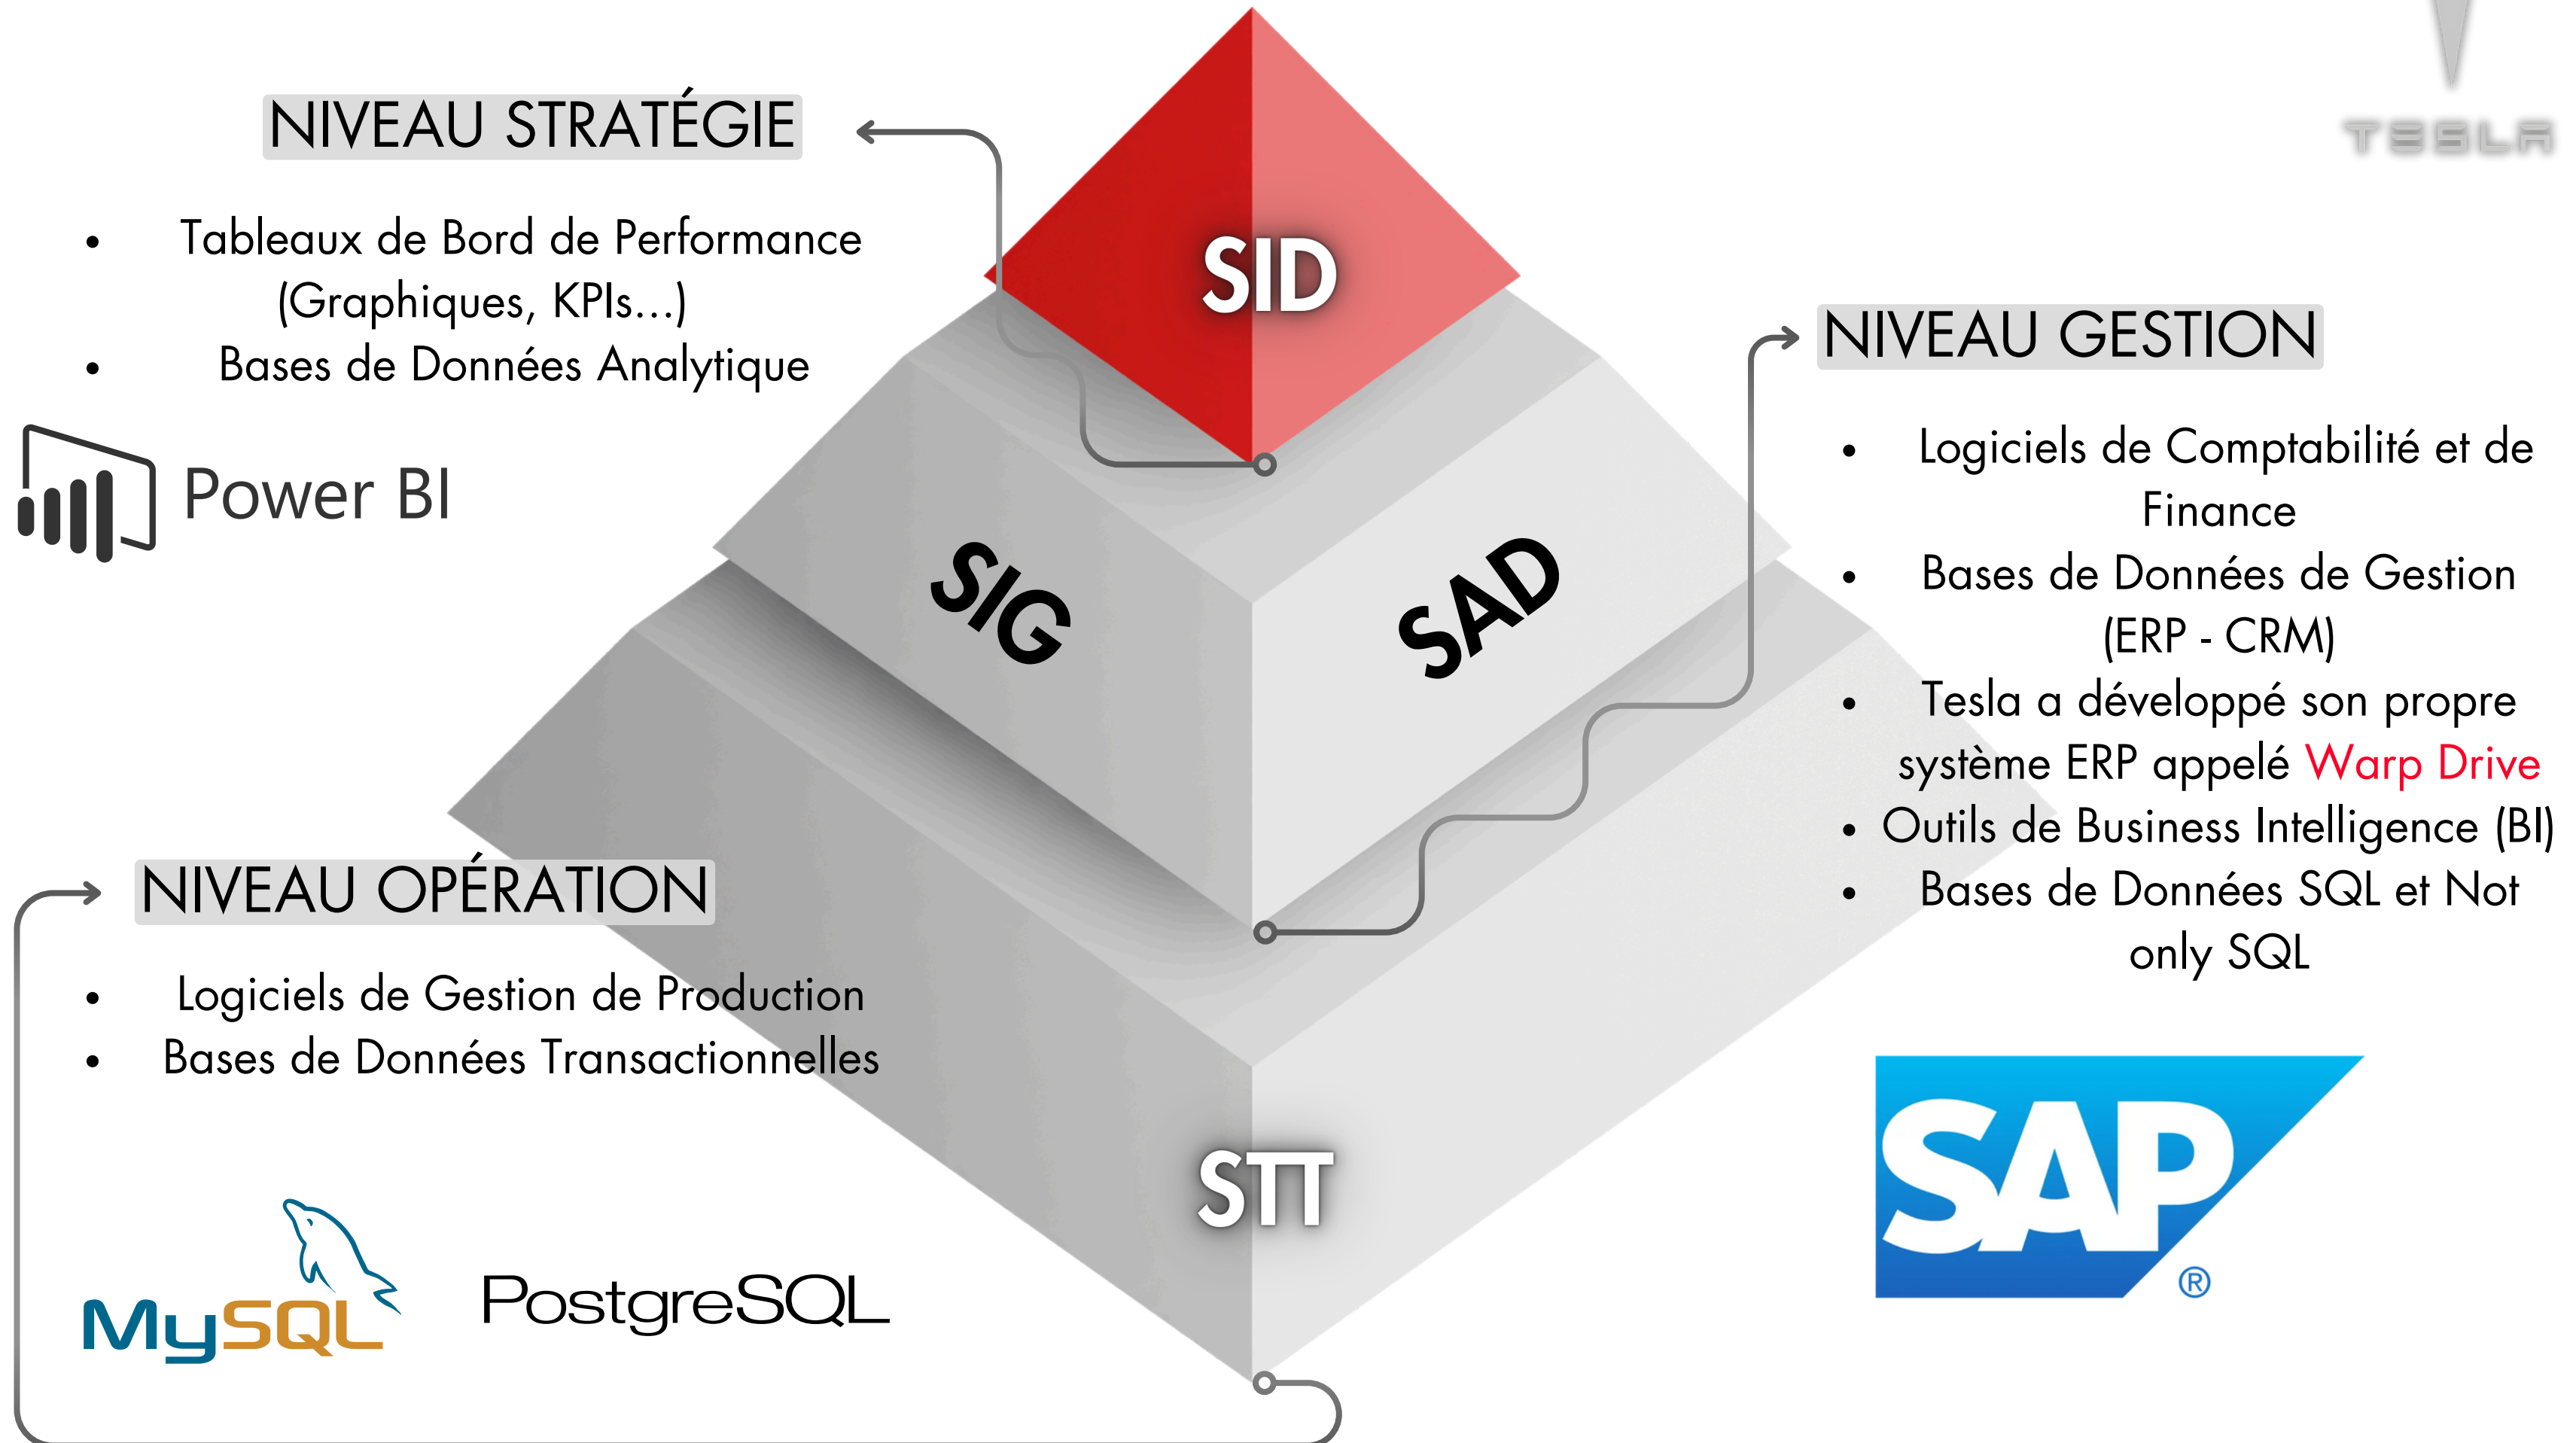 TESLA
NIVEAU STRATÉGIE
• Tableaux de Bord de Performance
(Graphiques, KPIs...)
• Bases de Données Analytique
Power BI
SID
SIG
SAD
STT
NIVEAU GESTION
• Logiciels de Comptabilité et de
Finance
• Bases de Données de Gestion
(ERP - CRM)
• Tesla a développé son propre
système ERP appelé Warp Drive
• Outils de Business Intelligence (BI)
• Bases de Données SQL et Not
only SQL
SAP
®
NIVEAU OPÉRATION
• Logiciels de Gestion de Production
• Bases de Données Transactionnelles
MySQL
PostgreSQL